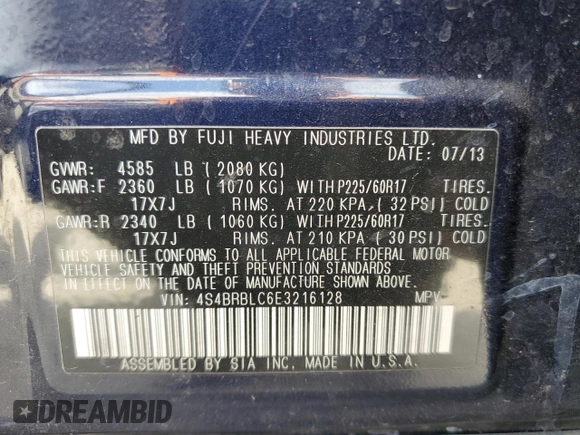 MFD BY FUJI HEAVY INDUSTRIES LTD.
DATE: 07/13
GVWR: 4585 LB ( 2080 KG)
GAWR:F 2360 LB ( 1070 KG) WITH P225/60R17 TIRES.
17X7J RIMS. AT 220 KPA ( 32 PSI) COLD
GAWR:R 2340 LB ( 1060 KG) WITH P225/60R17 TIRES.
17X7J RIMS. AT 210 KPA ( 30 PSI) COLD
THIS VEHICLE CONFORMS TO ALL APPLICABLE FEDERAL MOTOR
VEHICLE SAFETY AND THEFT PREVENTION STANDARDS IN EFFECT
ON THE DATE OF MANUFACTURE SHOWN ABOVE.
VIN: 4S4BRBLC6E3216128 MPV
ASSEMBLED BY SIA INC. MADE IN U.S.A.
DREAMBID